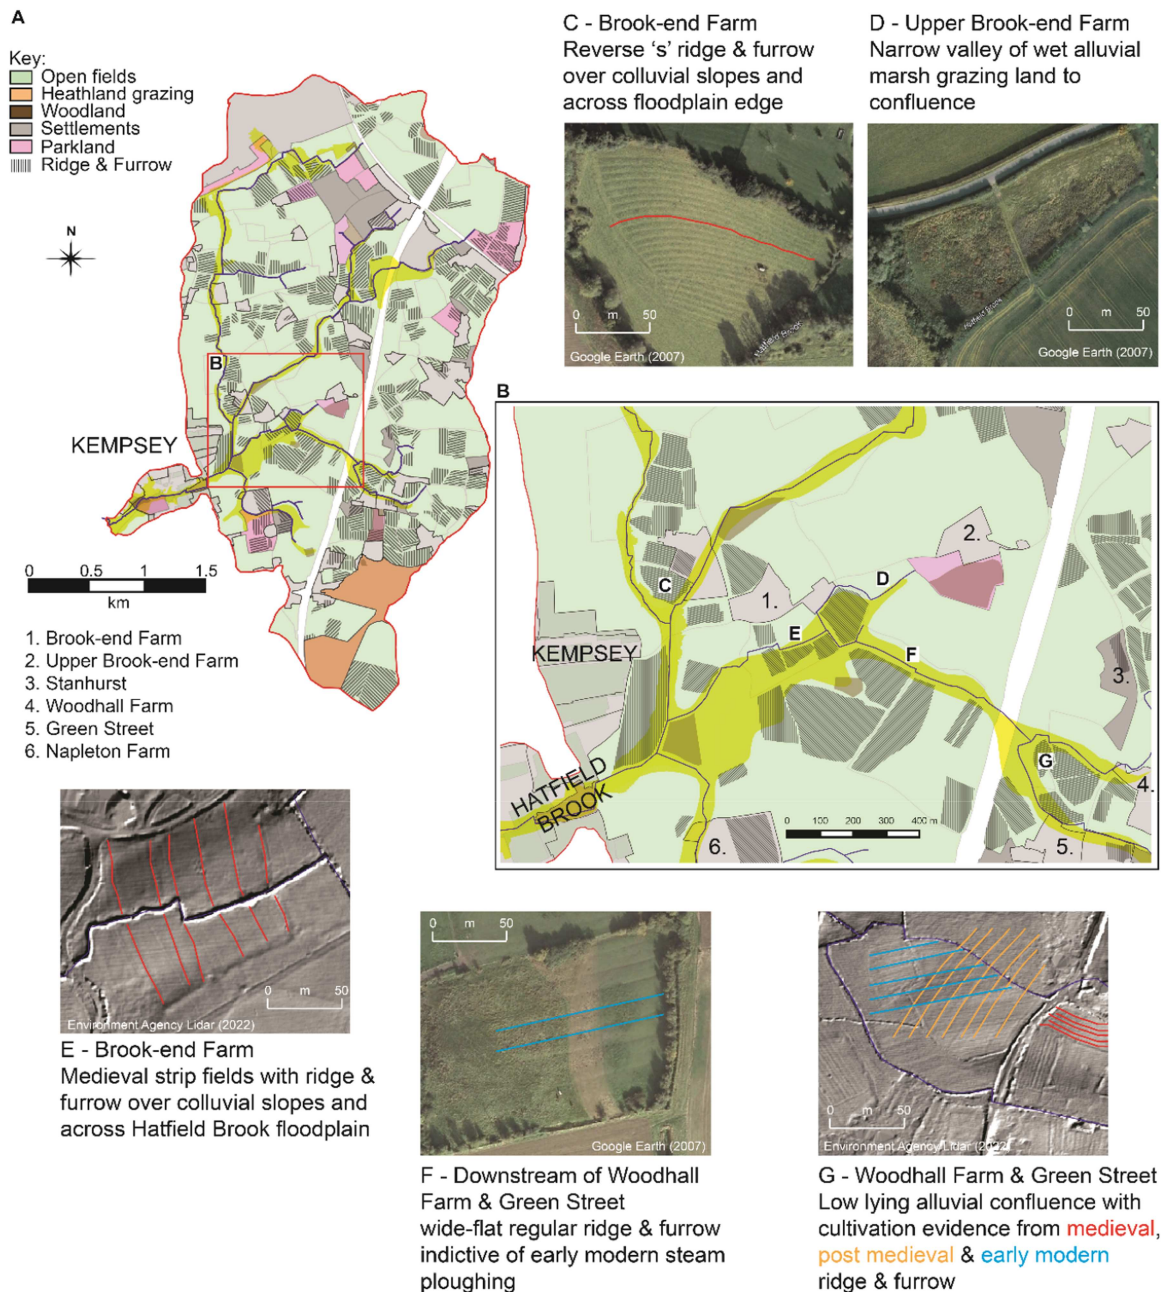 A
Key:
Open fields
Heathland grazing
Woodland
Settlements
Parkland
Ridge & Furrow
N
B
KEMPSEY
0 0.5 1 1.5
km
1. Brook-end Farm
2. Upper Brook-end Farm
3. Stanhurst
4. Woodhall Farm
5. Green Street
6. Napleton Farm
C - Brook-end Farm
Reverse ‘s’ ridge & furrow
over colluvial slopes and
across floodplain edge
0 m 50
Hatfield Brook
Google Earth (2007)
D - Upper Brook-end Farm
Narrow valley of wet alluvial
marsh grazing land to
confluence
Hatfield Brook
0 m 50
Google Earth (2007)
B
C
D
E
F
G
1.
2.
3.
4.
5.
6.
KEMPSEY
HATFIELD
BROOK
0 100 200 300 400 m
0 m 50
Environment Agency Lidar (2022)
E - Brook-end Farm
Medieval strip fields with ridge &
furrow over colluvial slopes and
across Hatfield Brook floodplain
0 m 50
Google Earth (2007)
F - Downstream of Woodhall
Farm & Green Street
wide-flat regular ridge & furrow
indictive of early modern steam
ploughing
0 m 50
Environment Agency Lidar (2022)
G - Woodhall Farm & Green Street
Low lying alluvial confluence with
cultivation evidence from medieval,
post medieval & early modern
ridge & furrow